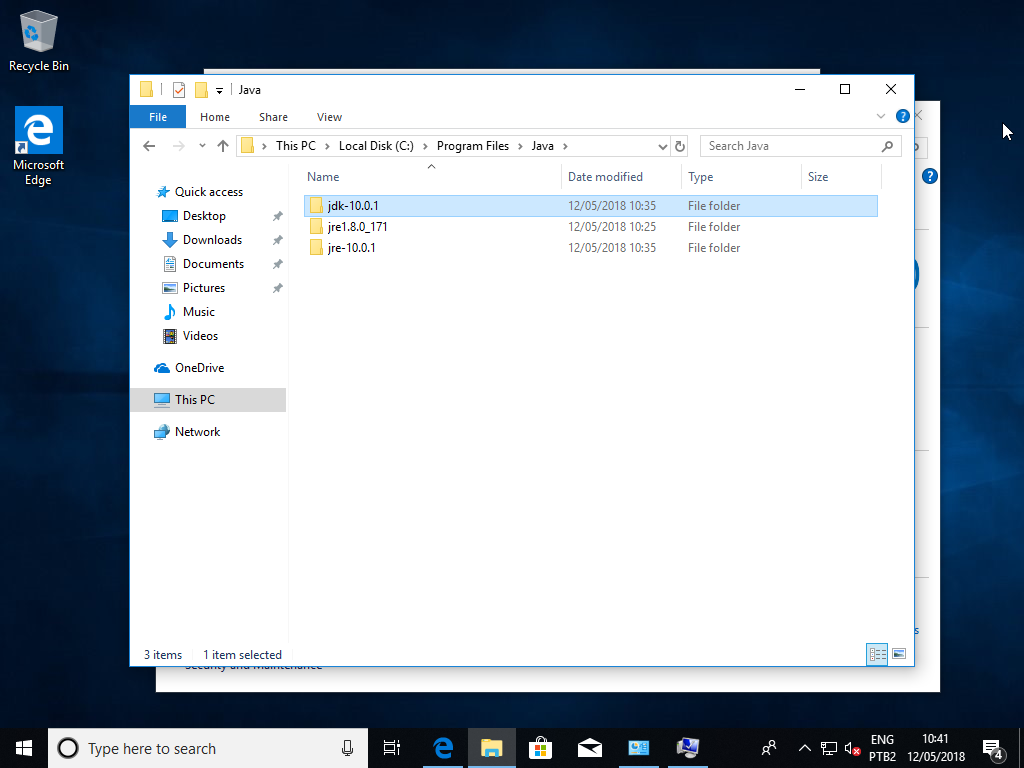 Recycle Bin
Microsoft
Edge
Java
File Home Share View
This PC Local Disk (C:) Program Files Java
Search Java
Name Date modified Type Size
jdk-10.0.1 12/05/2018 10:35 File folder
jre1.8.0_171 12/05/2018 10:25 File folder
jre-10.0.1 12/05/2018 10:35 File folder
Quick access
Desktop
Downloads
Documents
Pictures
Music
Videos
OneDrive
This PC
Network
3 items 1 item selected
Security and Maintenance
Type here to search
ENG
PTB2
10:41
12/05/2018
4